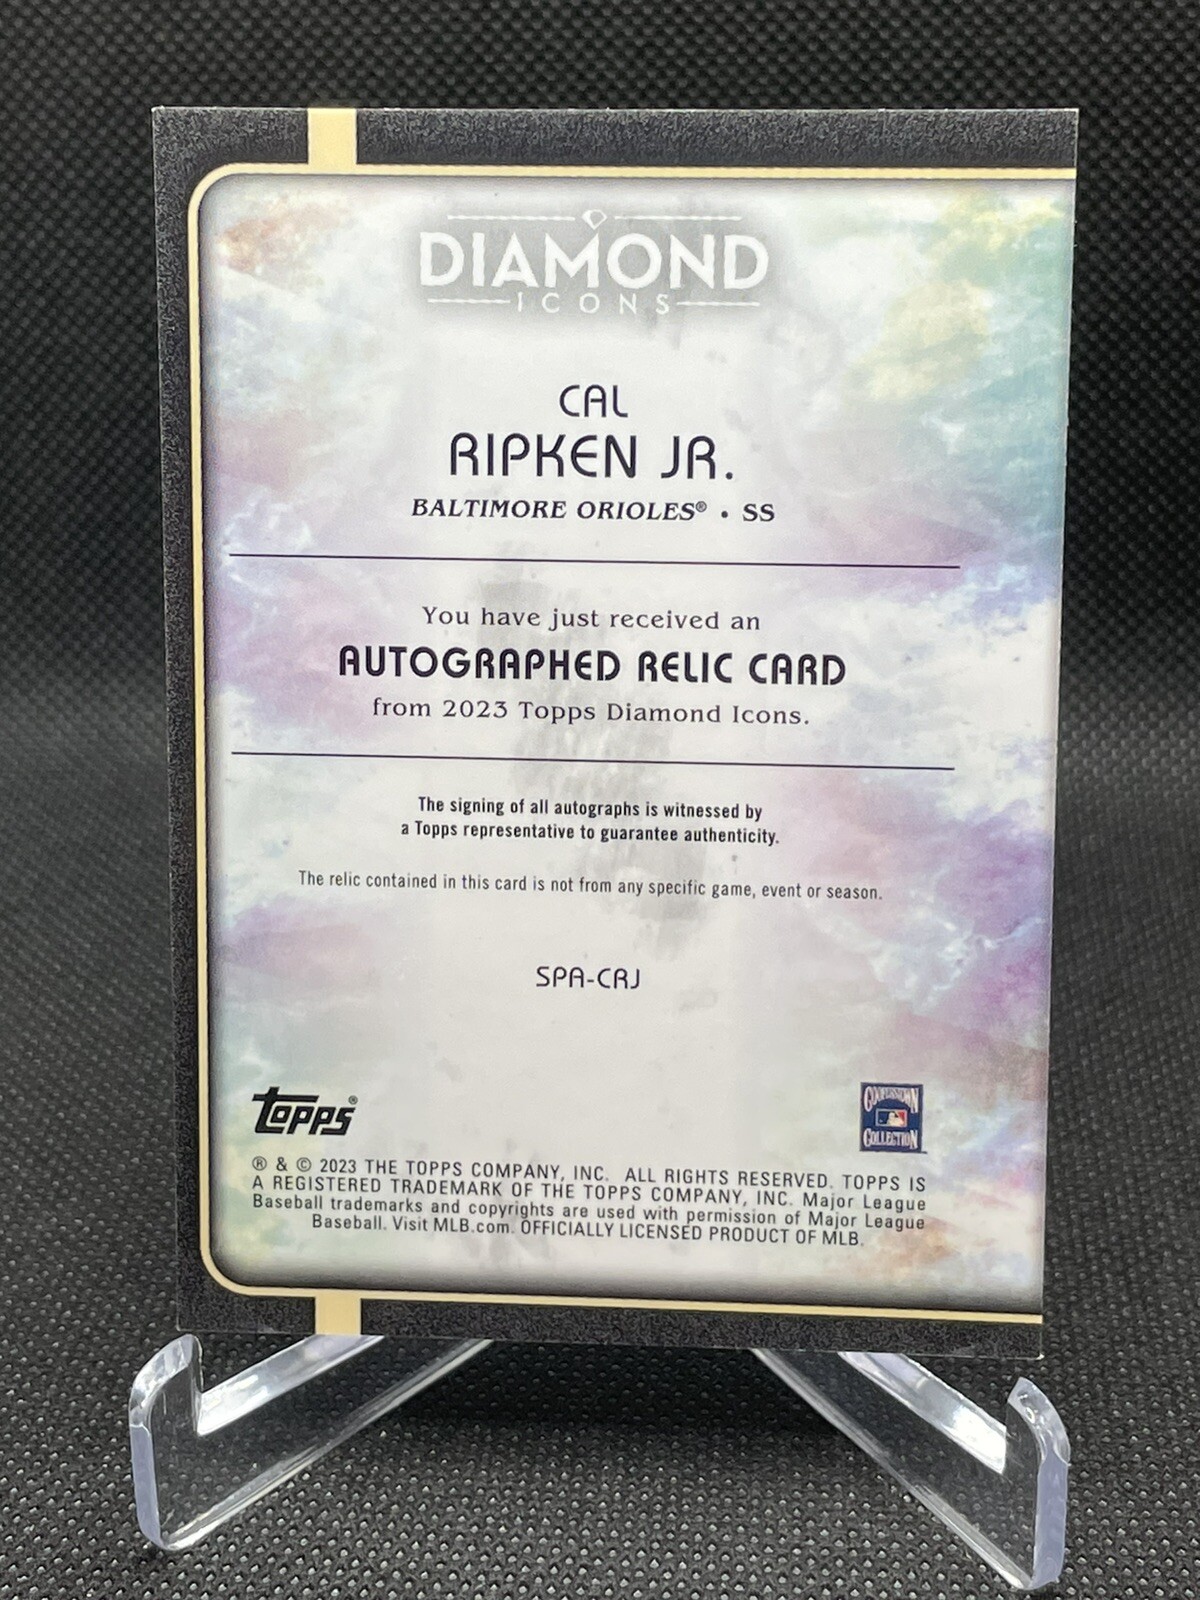 DIAMOND
ICONS
CAL
RIPKEN JR.
BALTIMORE ORIOLES® • SS
You have just received an
AUTOGRAPHED RELIC CARD
from 2023 Topps Diamond Icons.
The signing of all autographs is witnessed by
a Topps representative to guarantee authenticity.
The relic contained in this card is not from any specific game, event or season.
SPA-CRJ
topps®
COOPERSTOWN
COLLECTION
® & © 2023 THE TOPPS COMPANY, INC. ALL RIGHTS RESERVED. TOPPS IS
A REGISTERED TRADEMARK OF THE TOPPS COMPANY, INC. Major League
Baseball trademarks and copyrights are used with permission of Major League
Baseball. Visit MLB.com. OFFICIALLY LICENSED PRODUCT OF MLB.